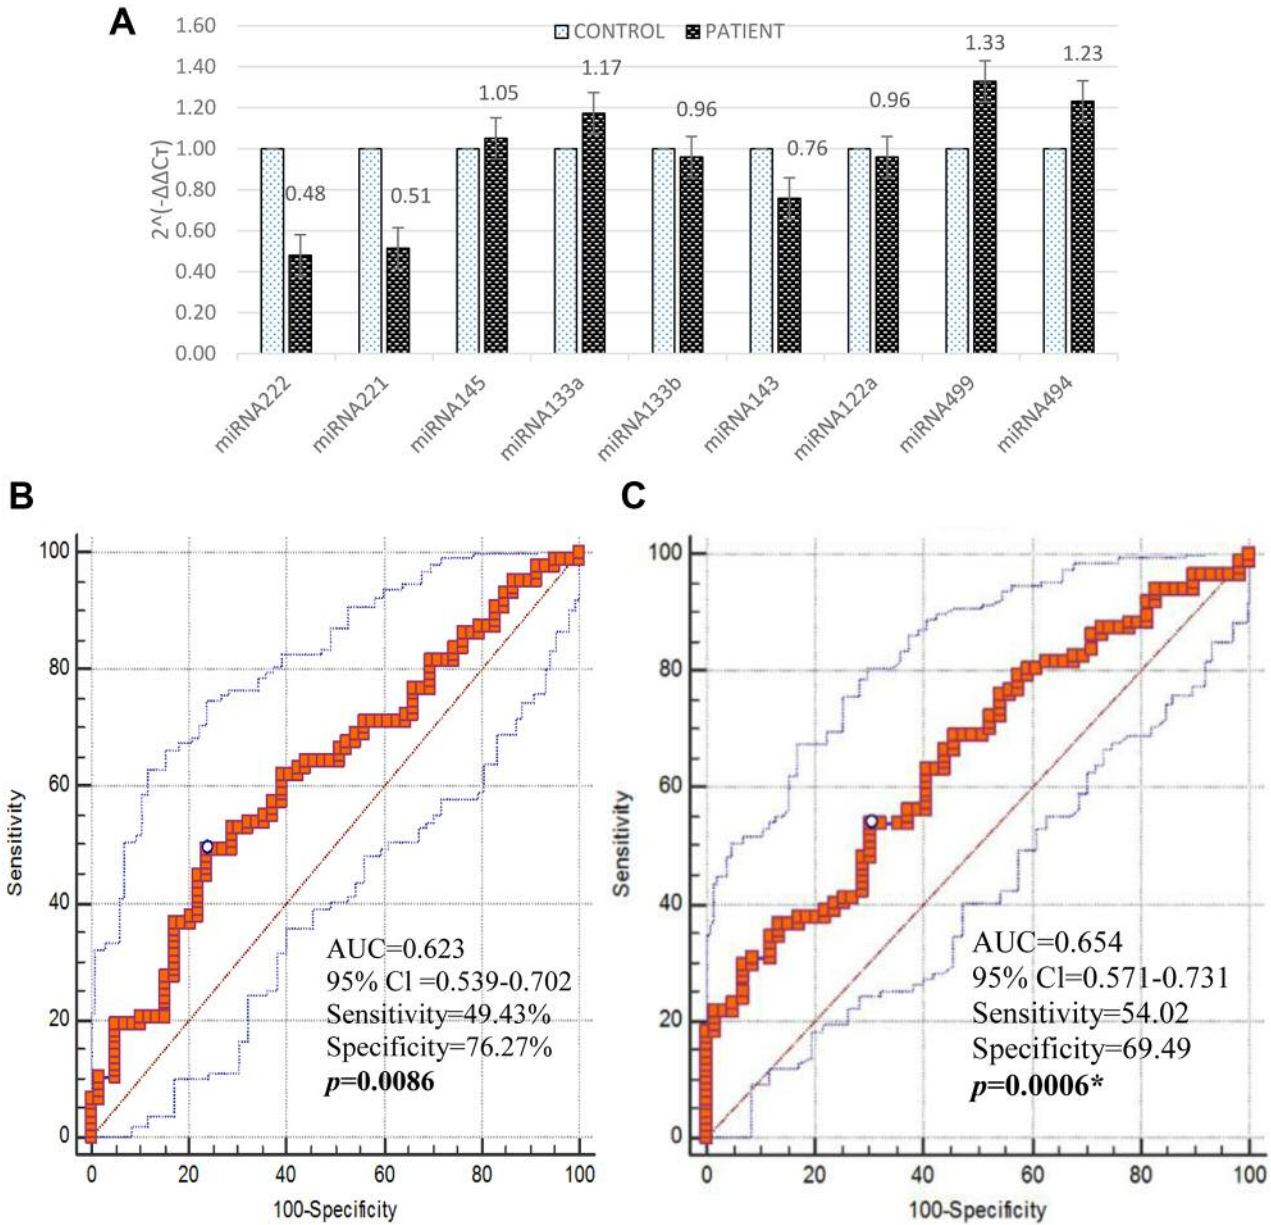 A
1.60
CONTROL PATIENT
1.40
1.20
1.00
0.80
0.60
0.40
0.20
0.00
2^(-ΔΔCT)
0.48
0.51
1.05
1.17
0.96
0.76
0.96
1.33
1.23
miRNA222
miRNA221
miRNA145
miRNA133a
miRNA133b
miRNA143
miRNA122a
miRNA499
miRNA494
B
100
80
60
40
20
0
Sensitivity
AUC=0.623
95% Cl =0.539-0.702
Sensitivity=49.43%
Specificity=76.27%
p=0.0086
0 20 40 60 80 100
100-Specificity
C
100
80
60
40
20
0
Sensitivity
AUC=0.654
95% Cl=0.571-0.731
Sensitivity=54.02
Specificity=69.49
p=0.0006*
0 20 40 60 80 100
100-Specificity